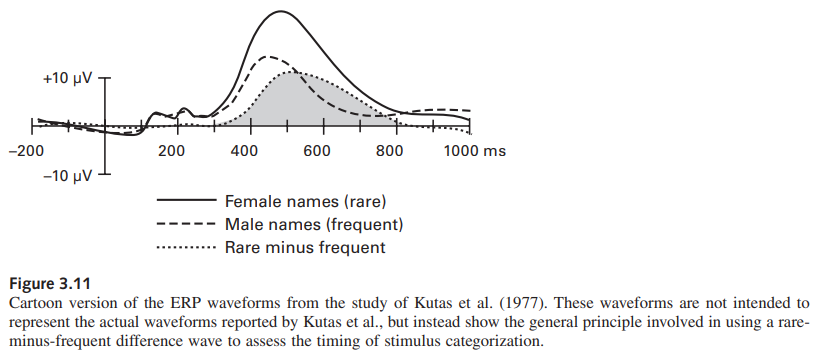 +10 µV
−200
200
400
600
800
1000 ms
−10 µV
Female names (rare)
Male names (frequent)
Rare minus frequent
Figure 3.11
Cartoon version of the ERP waveforms from the study of Kutas et al. (1977). These waveforms are not intended to
represent the actual waveforms reported by Kutas et al., but instead show the general principle involved in using a rare-
minus-frequent difference wave to assess the timing of stimulus categorization.